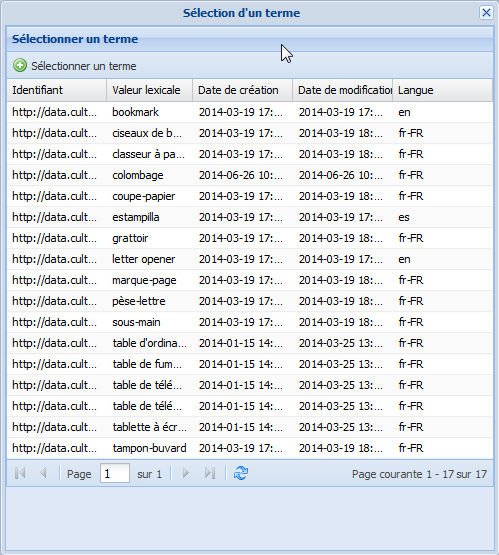 Sélection d'un terme
Sélectionner un terme
Sélectionner un terme
Identifiant Valeur lexicale Date de création Date de modification Langue
http://data.cult... bookmark 2014-03-19 17:... 2014-03-19 17:... en
http://data.cult... ciseaux de b... 2014-03-19 17:... 2014-03-19 18:... fr-FR
http://data.cult... classeur à pa... 2014-03-19 17:... 2014-03-19 18:... fr-FR
http://data.cult... colombage 2014-06-26 10:... 2014-06-26 10:... fr-FR
http://data.cult... coupe-papier 2014-03-19 17:... 2014-03-19 18:... fr-FR
http://data.cult... estampilla 2014-03-19 17:... 2014-03-19 17:... es
http://data.cult... grattoir 2014-03-19 17:... 2014-03-19 18:... fr-FR
http://data.cult... letter opener 2014-03-19 17:... 2014-03-19 17:... en
http://data.cult... marque-page 2014-03-19 17:... 2014-03-19 18:... fr-FR
http://data.cult... pèse-lettre 2014-03-19 17:... 2014-03-19 18:... fr-FR
http://data.cult... sous-main 2014-03-19 17:... 2014-03-19 18:... fr-FR
http://data.cult... table d'ordina... 2014-01-15 14:... 2014-03-25 13:... fr-FR
http://data.cult... table de fum... 2014-01-15 14:... 2014-03-25 13:... fr-FR
http://data.cult... table de télé... 2014-01-15 14:... 2014-03-25 13:... fr-FR
http://data.cult... table de télé... 2014-01-15 14:... 2014-03-25 13:... fr-FR
http://data.cult... tablette à écr... 2014-01-15 14:... 2014-03-25 13:... fr-FR
http://data.cult... tampon-buvard 2014-03-19 17:... 2014-03-19 18:... fr-FR
Page 1 sur 1 Page courante 1 - 17 sur 17